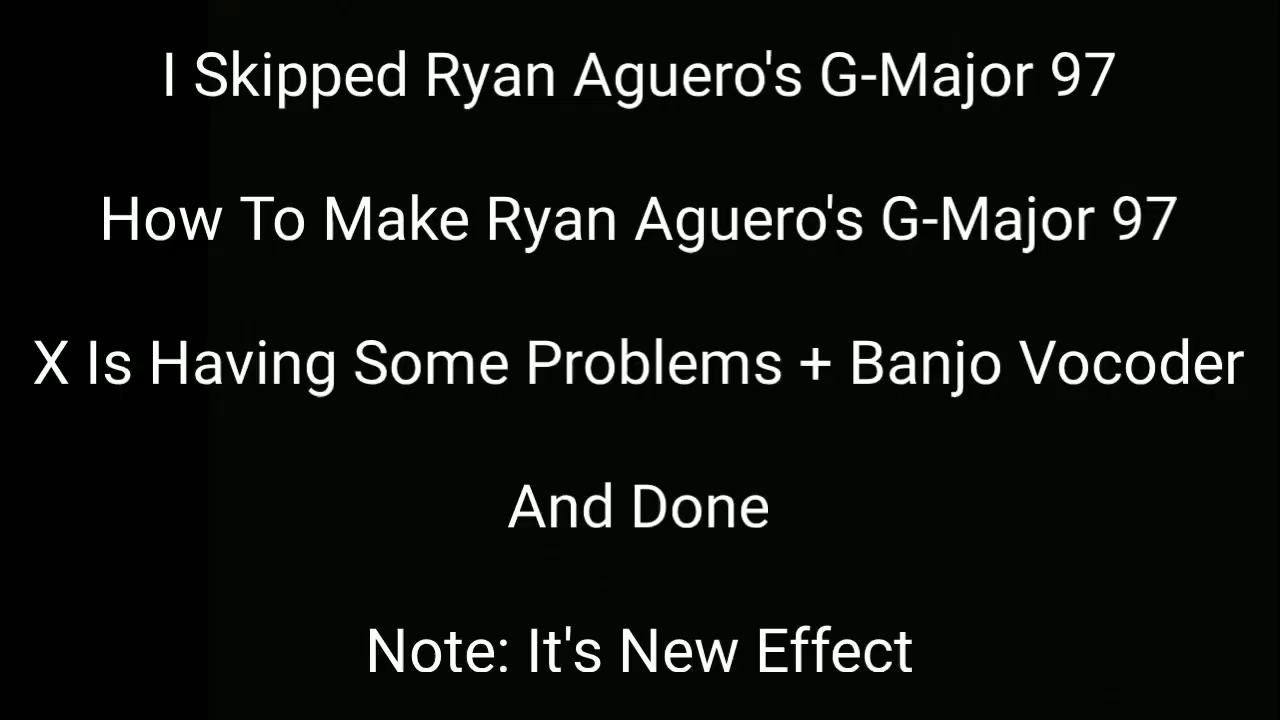 I Skipped Ryan Aguero's G-Major 97
How To Make Ryan Aguero's G-Major 97
X Is Having Some Problems + Banjo Vocoder
And Done
Note: It's New Effect